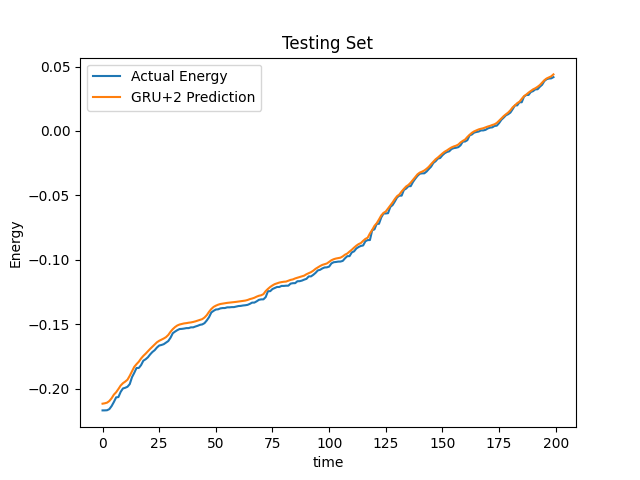 Testing Set
Actual Energy
GRU+2 Prediction
0.05
0.00
−0.05
−0.10
−0.15
−0.20
Energy
0 25 50 75 100 125 150 175 200
time